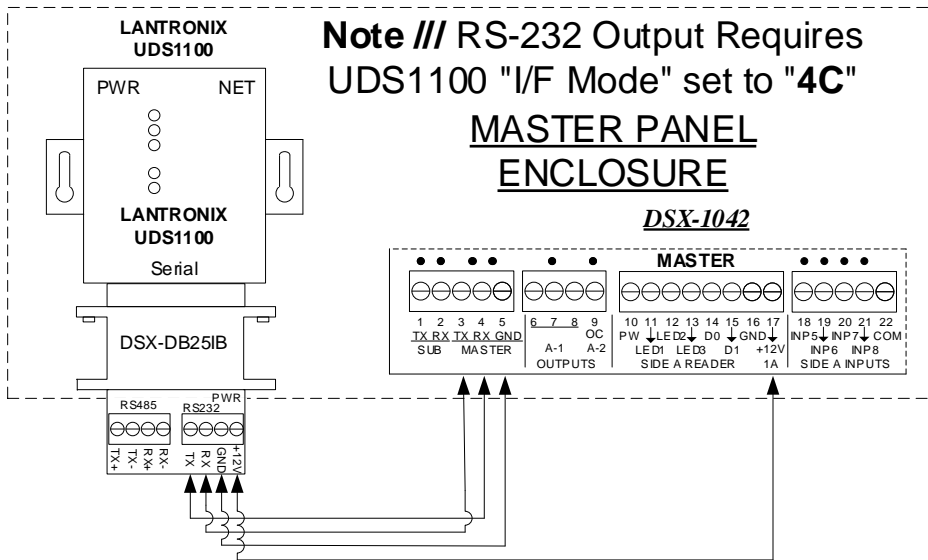 LANTRONIX
UDS1100
Note /// RS-232 Output Requires
UDS1100 "I/F Mode" set to "4C"
MASTER PANEL
ENCLOSURE
DSX-1042
PWR NET
LANTRONIX
UDS1100
Serial
DSX-DB25IB
MASTER
1 2 3 4 5
TX RX TX RX GND
SUB MASTER
6 7 8 9
OC
A-1 A-2
OUTPUTS
10 11 12 13 14 15 16 17
PW LED2 D0 GND
LED1 LED3 D1 +12V
SIDE A READER 1A
18 19 20 21 22
INP5 INP7 COM
INP6 INP8
SIDE A INPUTS
PWR
RS485 RS232
TX+ TX- RX+ RX- TX RX GND +12V